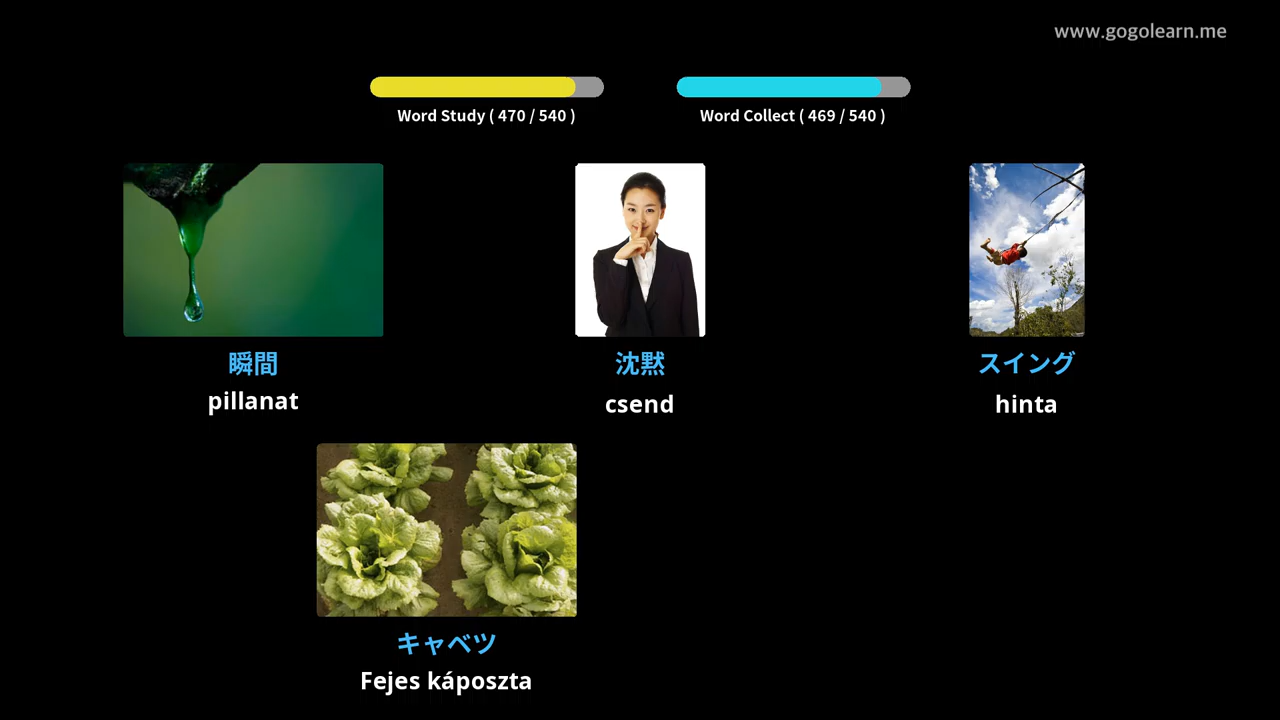 www.gogolearn.me
Word Study ( 470 / 540 )
Word Collect ( 469 / 540 )
瞬間
pillanat
沈黙
csend
スイング
hinta
キャベツ
Fejes káposzta